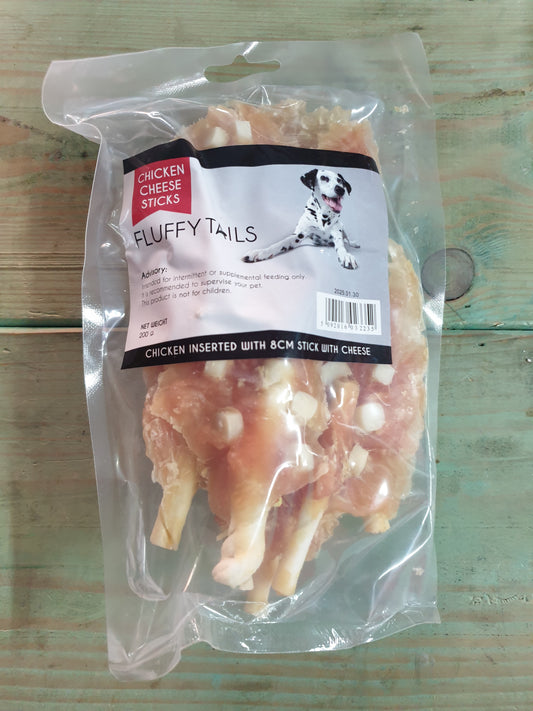 CHICKEN
CHEESE
STICKS
FLUFFY TAILS
Advisory:
Intended for intermittent or supplemental feeding only.
It is recommended to supervise your pet.
This product is not for children.
NET WEIGHT
200 g
2025.01.30
CHICKEN INSERTED WITH 8CM STICK WITH CHEESE